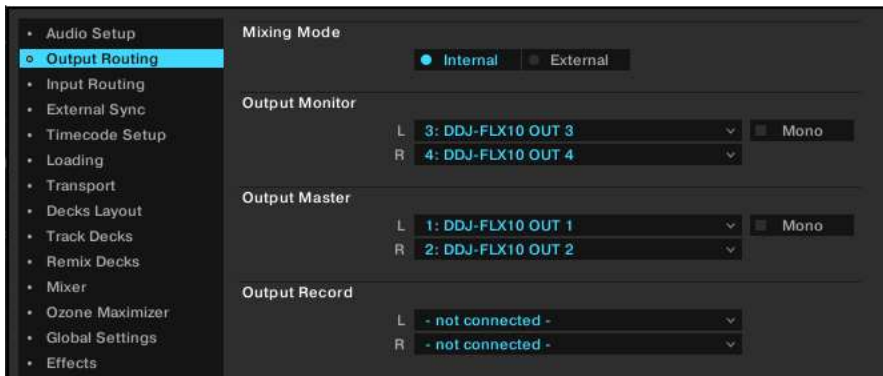 Audio Setup
Output Routing
Input Routing
External Sync
Timecode Setup
Loading
Transport
Decks Layout
Track Decks
Remix Decks
Mixer
Ozone Maximizer
Global Settings
Effects
Mixing Mode
Internal External
Output Monitor
L 3: DDJ-FLX10 OUT 3 Mono
R 4: DDJ-FLX10 OUT 4
Output Master
L 1: DDJ-FLX10 OUT 1 Mono
R 2: DDJ-FLX10 OUT 2
Output Record
L - not connected -
R - not connected -